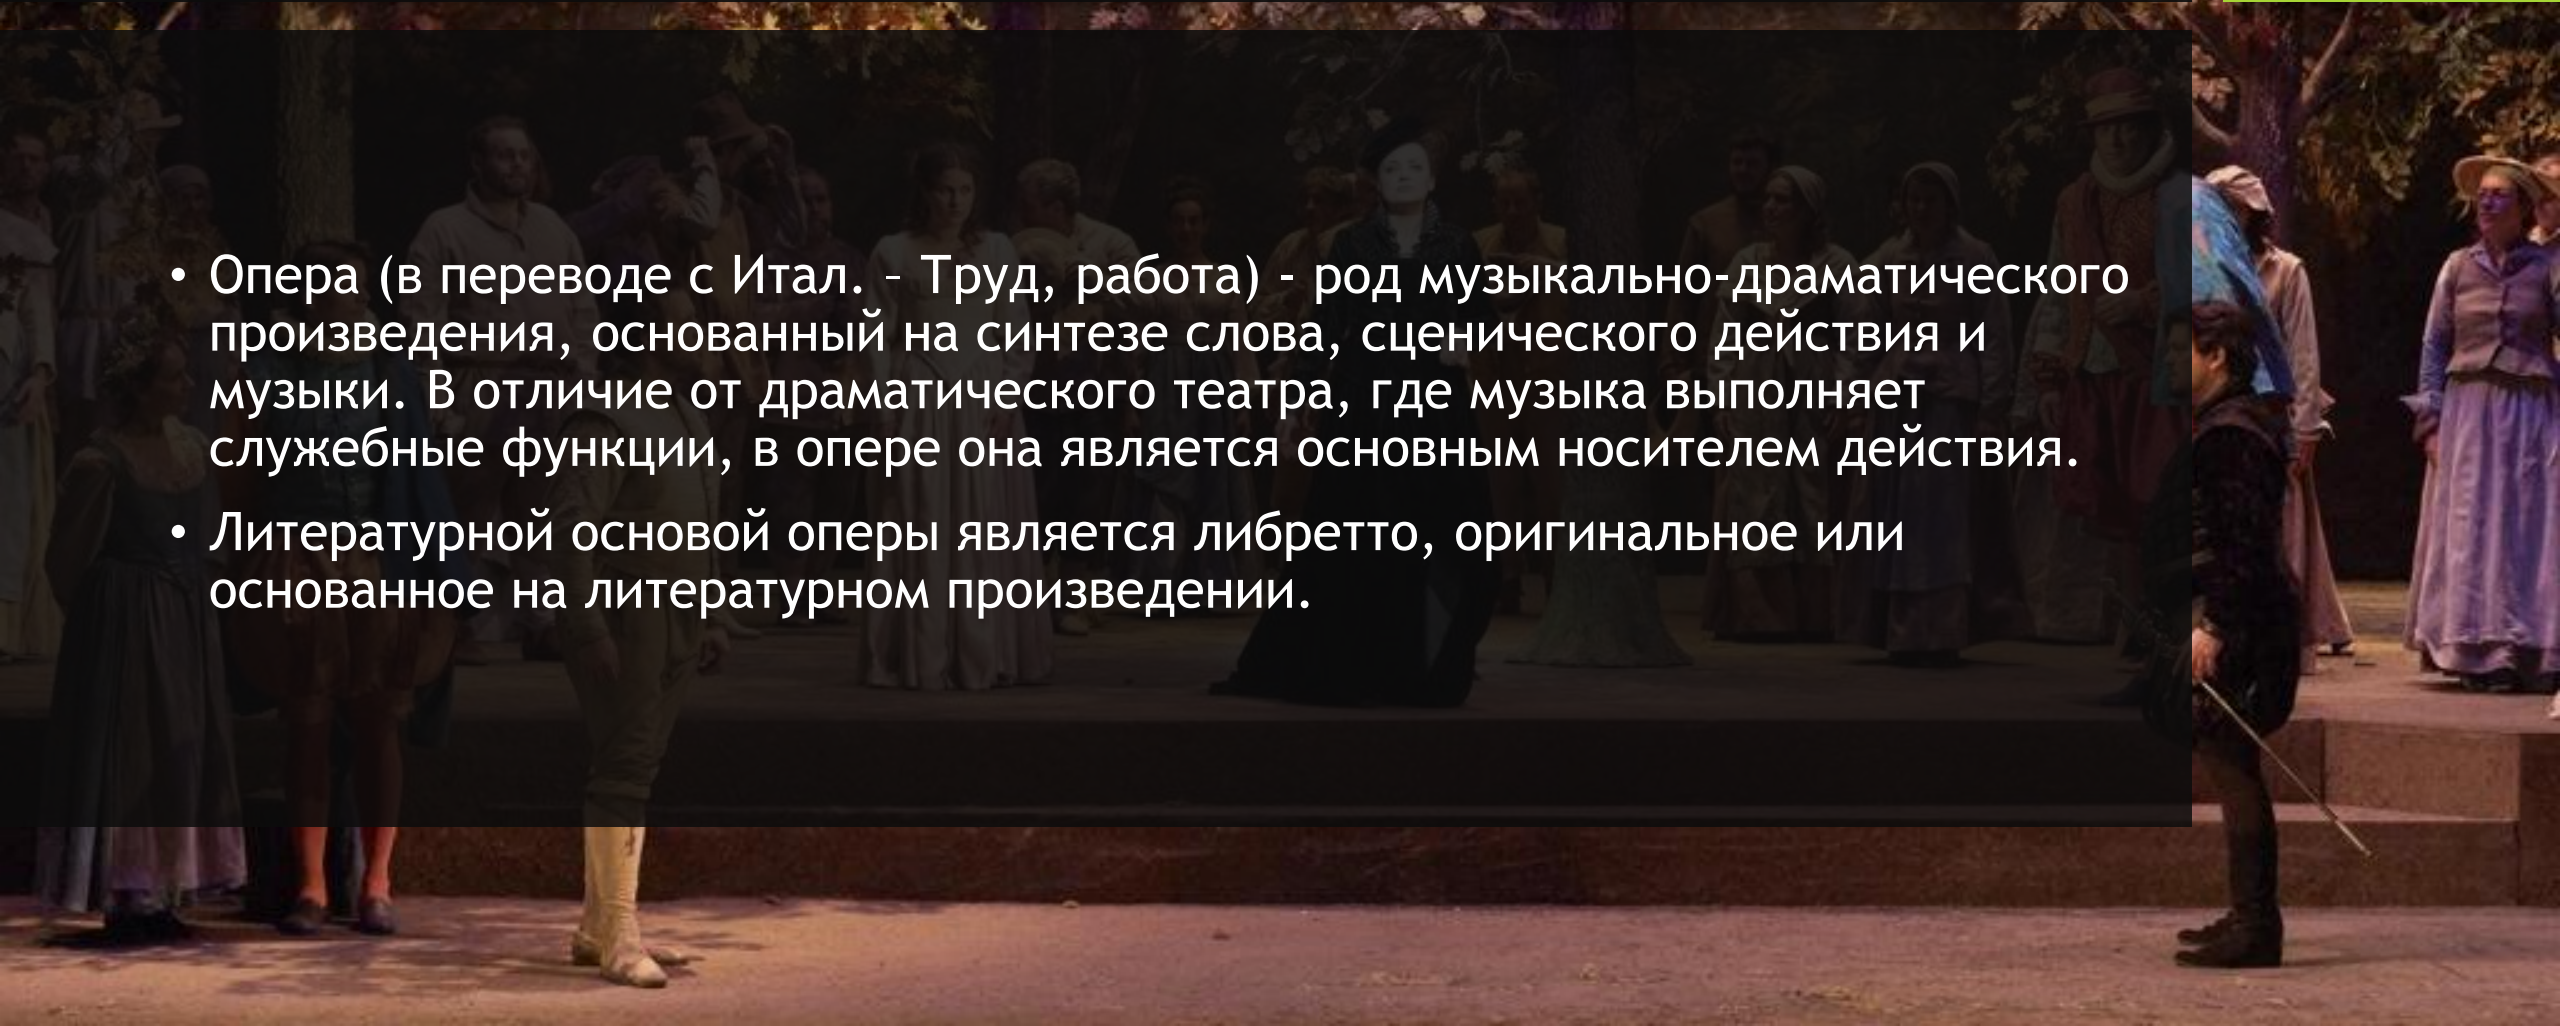 • Опера (в переводе с Итал. – Труд, работа) - род музыкально-драматического
произведения, основанный на синтезе слова, сценического действия и
музыки. В отличие от драматического театра, где музыка выполняет
служебные функции, в опере она является основным носителем действия.
• Литературной основой оперы является либретто, оригинальное или
основанное на литературном произведении.